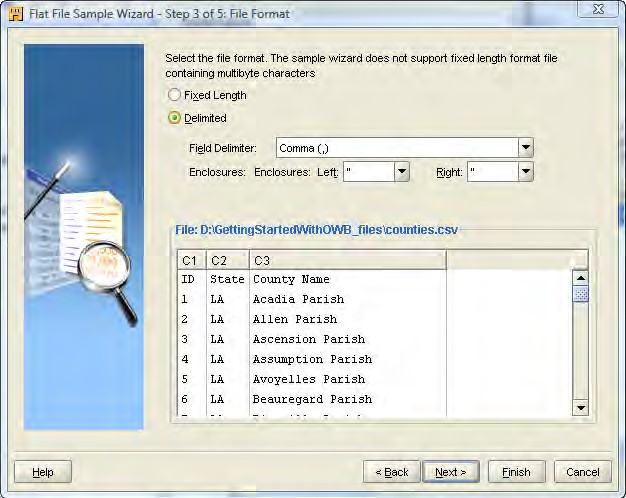 Flat File Sample Wizard - Step 3 of 5: File Format
Select the file format. The sample wizard does not support fixed length format file
containing multibyte characters
Fixed Length
Delimited
Field Delimiter: Comma (,)
Enclosures: Enclosures: Left: " Right: "
File: D:\GettingStartedWithOWB_files\counties.csv
C1 C2 C3
ID State County Name
1 LA Acadia Parish
2 LA Allen Parish
3 LA Ascension Parish
4 LA Assumption Parish
5 LA Avoyelles Parish
6 LA Beauregard Parish
Help < Back Next > Finish Cancel